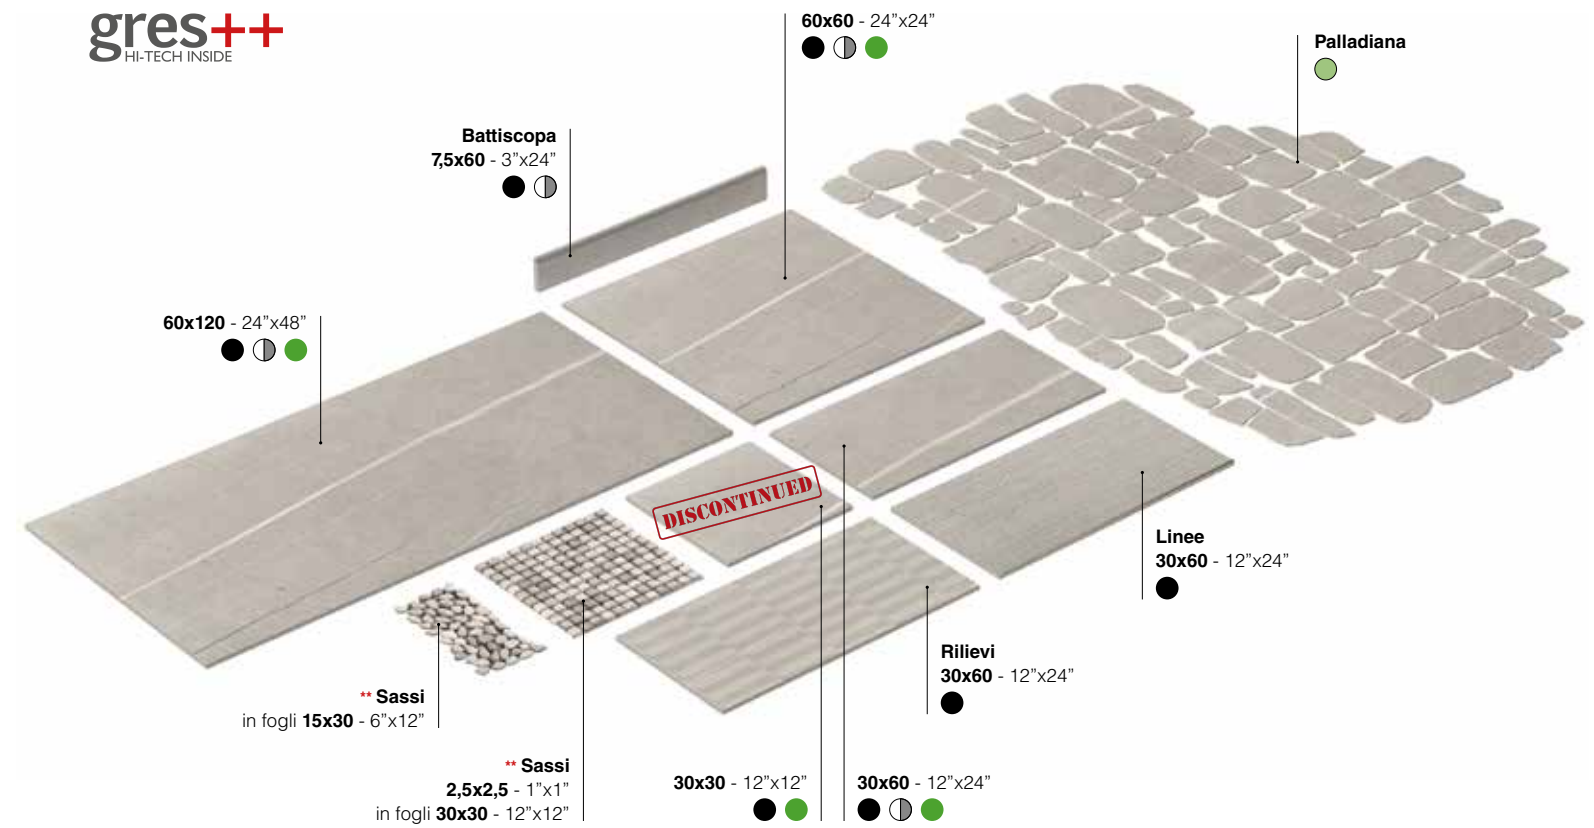 gres++
HI-TECH INSIDE
60x60 - 24”x24”
Palladiana
Battiscopa
7,5x60 - 3”x24”
60x120 - 24”x48”
DISCONTINUED
Linee
30x60 - 12”x24”
Rilievi
30x60 - 12”x24”
** Sassi
in fogli 15x30 - 6”x12”
** Sassi
2,5x2,5 - 1”x1”
in fogli 30x30 - 12”x12”
30x30 - 12”x12”
30x60 - 12”x24”